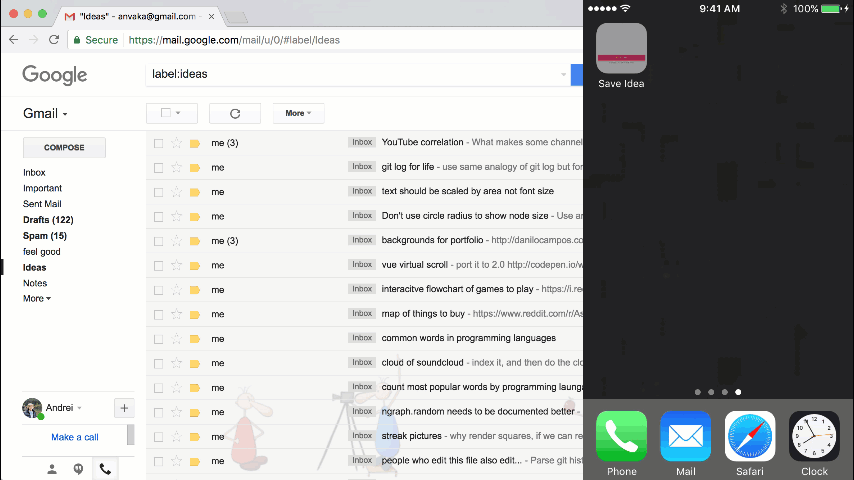 "Ideas" - anvaka@gmail.com -
Secure https://mail.google.com/mail/u/0/#label/Ideas
Google
label:ideas
Gmail
More
COMPOSE
Inbox
Important
Sent Mail
Drafts (122)
Spam (15)
feel good
Ideas
Notes
More
Andrei
Make a call
me (3) Inbox YouTube correlation - What makes some channel
me Inbox git log for life - use same analogy of git log but for
me Inbox text should be scaled by area not font size
me Inbox Don't use circle radius to show node size - Use
me (3) Inbox backgrounds for portfolio - http://danilocampos.co
me Inbox vue virtual scroll - port it to 2.0 http://codepen.io/
me Inbox interacitve flowchart of games to play - https://i.re
me Inbox map of things to buy - https://www.reddit.com/r/As
me Inbox common words in programming languages
me Inbox cloud of soundcloud - index it, and then do the clo
me Inbox count most popular words by programming laung
me Inbox ngraph.random needs to be documented better -
me Inbox streak pictures - why render squares, if we can re
me Inbox people who edit this file also edit... - Parse git hist
9:41 AM 100%
Save Idea
Phone Mail Safari Clock